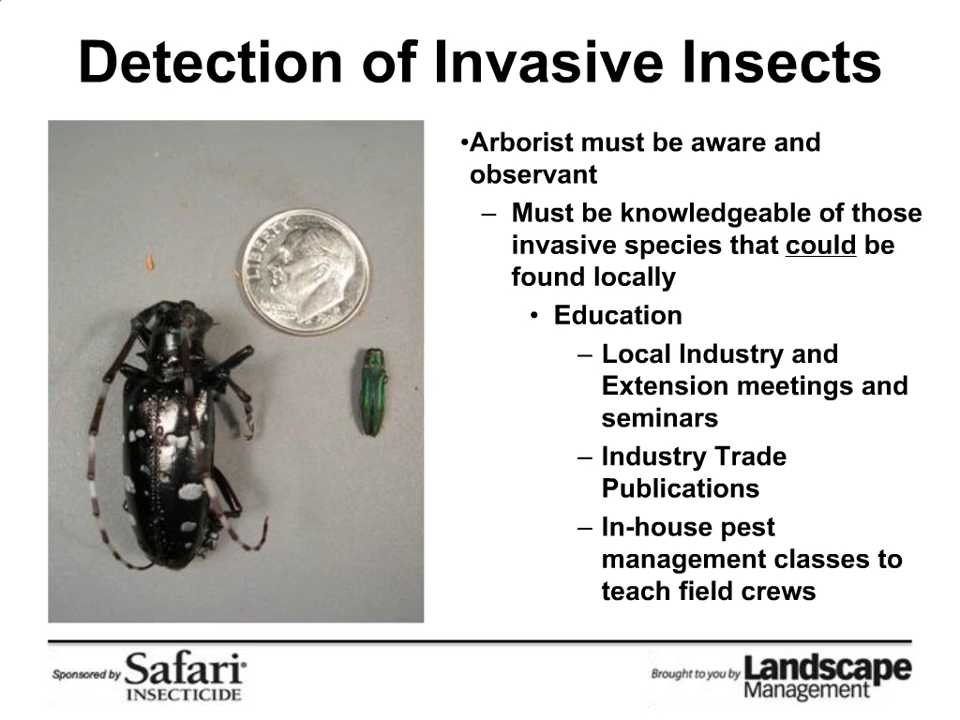 Detection of Invasive Insects
•Arborist must be aware and
observant
– Must be knowledgeable of those
invasive species that could be
found locally
• Education
– Local Industry and
Extension meetings and
seminars
– Industry Trade
Publications
– In-house pest
management classes to
teach field crews
LIBERTY
Sponsored by Safari®
INSECTICIDE
Brought to you by Landscape
Management